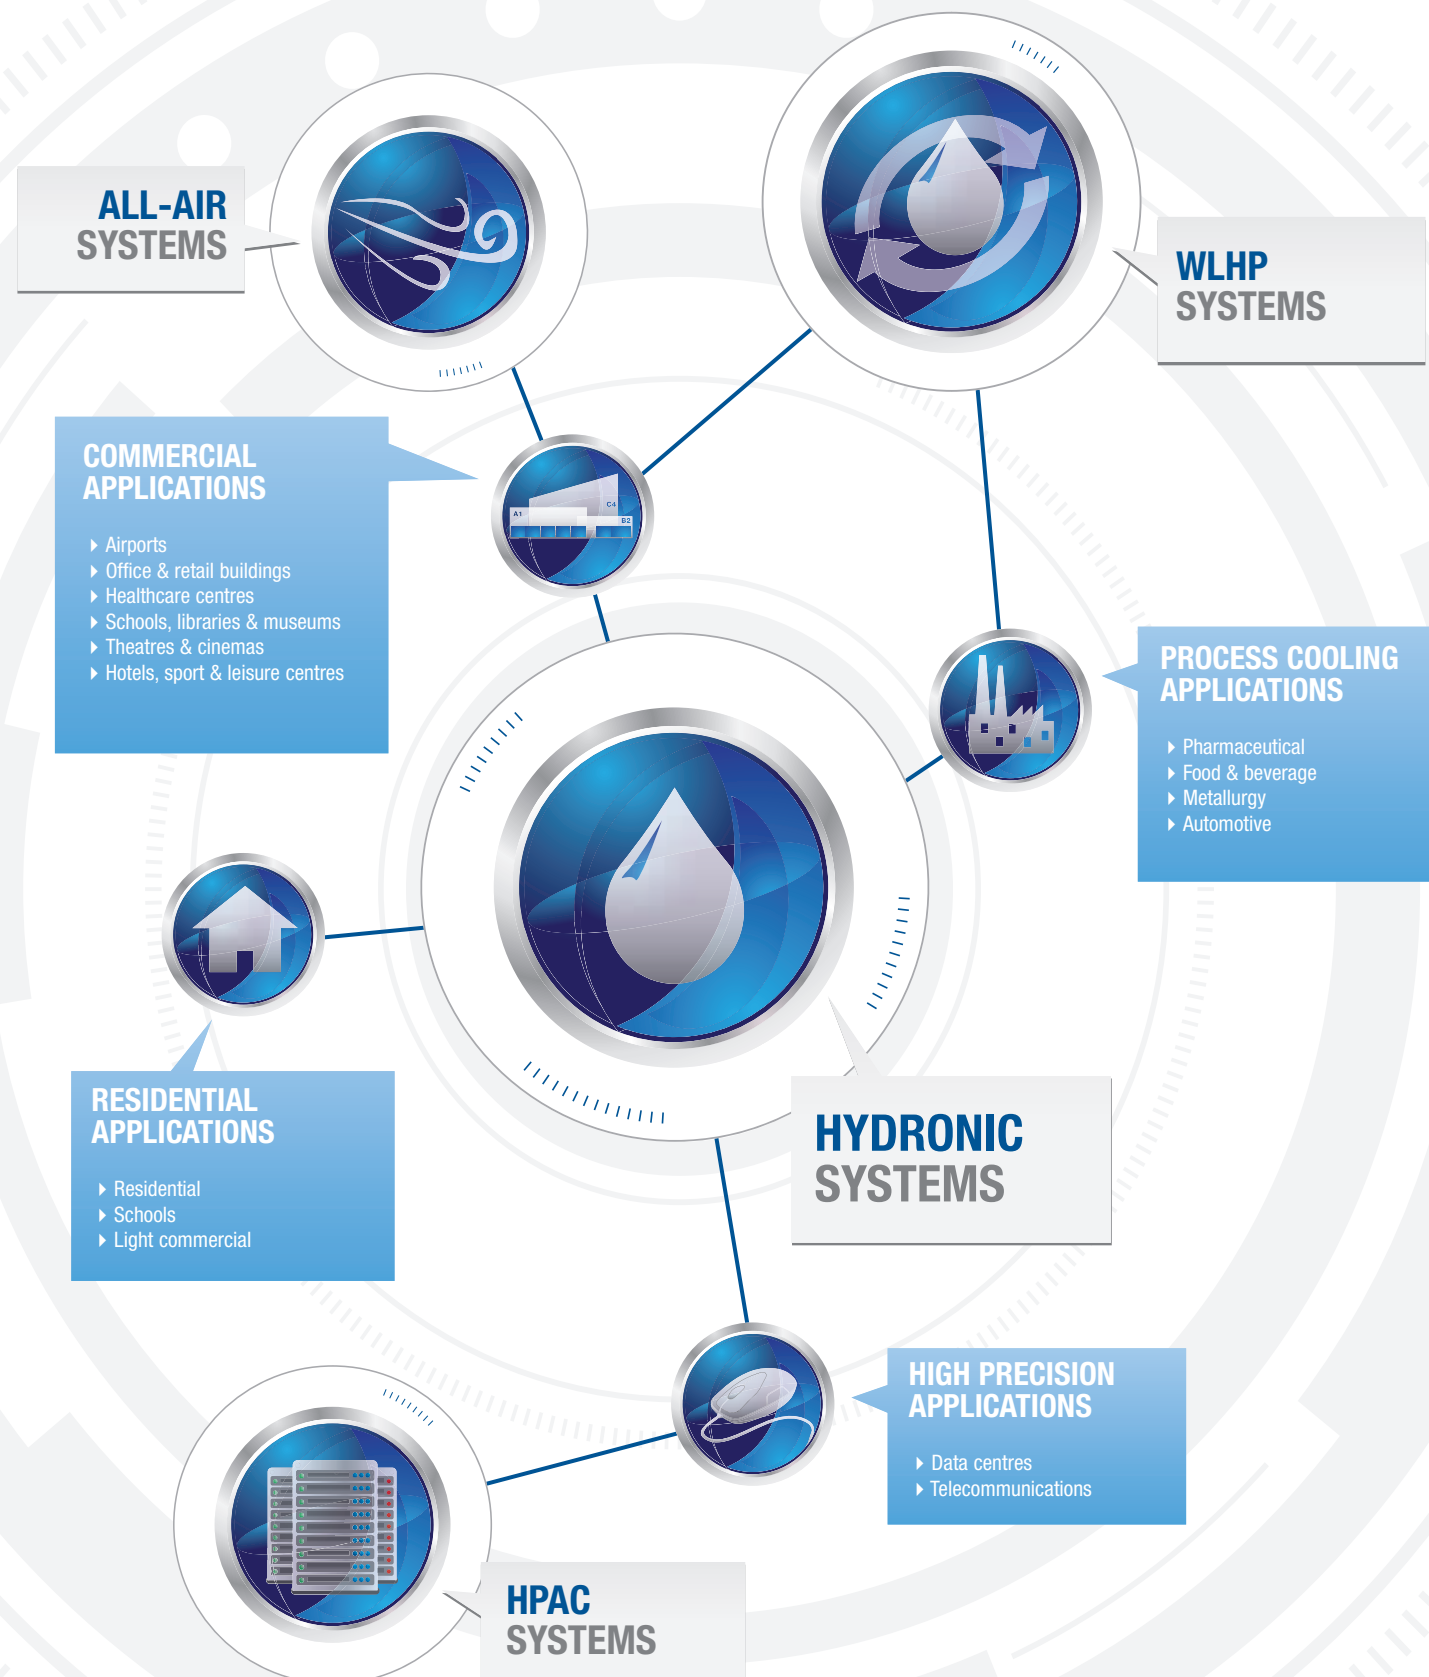 ALL-AIR
SYSTEMS
WLHP
SYSTEMS
COMMERCIAL
APPLICATIONS
Airports
Office & retail buildings
Healthcare centres
Schools, libraries & museums
Theatres & cinemas
Hotels, sport & leisure centres
A1
C4
B2
PROCESS COOLING
APPLICATIONS
Pharmaceutical
Food & beverage
Metallurgy
Automotive
RESIDENTIAL
APPLICATIONS
Residential
Schools
Light commercial
HYDRONIC
SYSTEMS
HIGH PRECISION
APPLICATIONS
Data centres
Telecommunications
HPAC
SYSTEMS